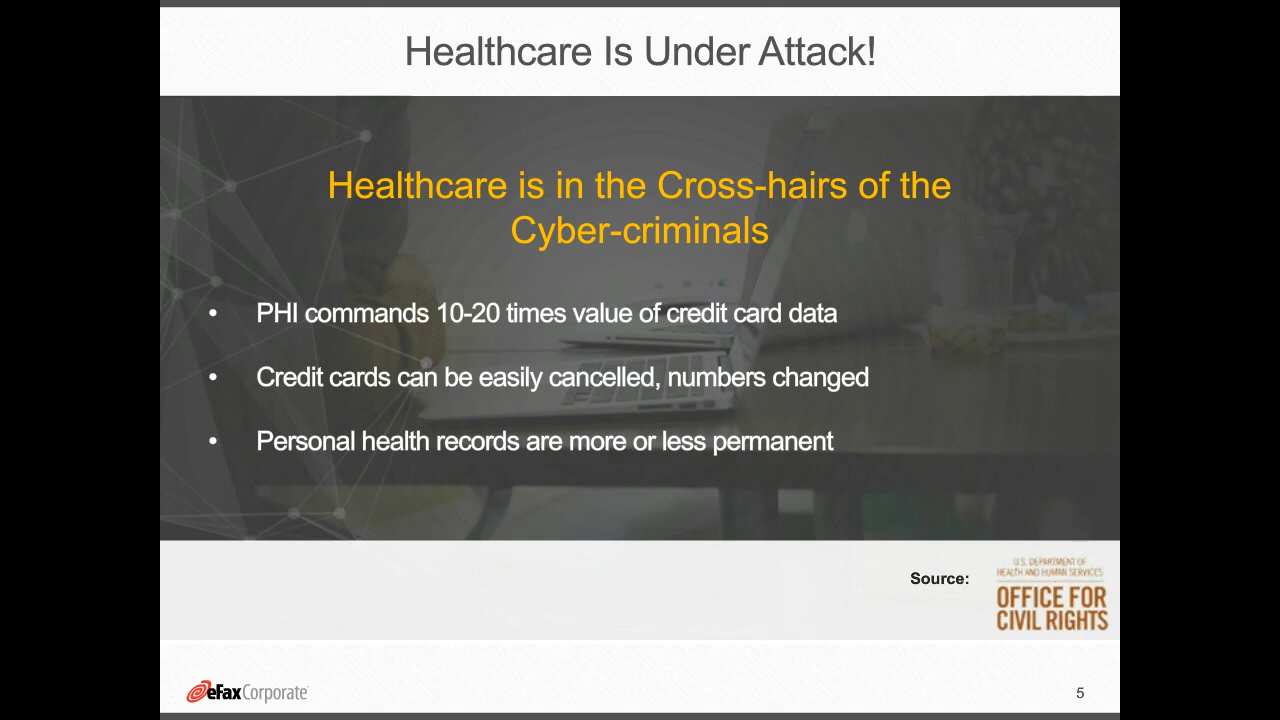 Healthcare Is Under Attack!
Healthcare is in the Cross-hairs of the
Cyber-criminals
• PHI commands 10-20 times value of credit card data
• Credit cards can be easily cancelled, numbers changed
• Personal health records are more or less permanent
Source:
U.S. DEPARTMENT OF
HEALTH AND HUMAN SERVICES
OFFICE FOR
CIVIL RIGHTS
eFax Corporate
5